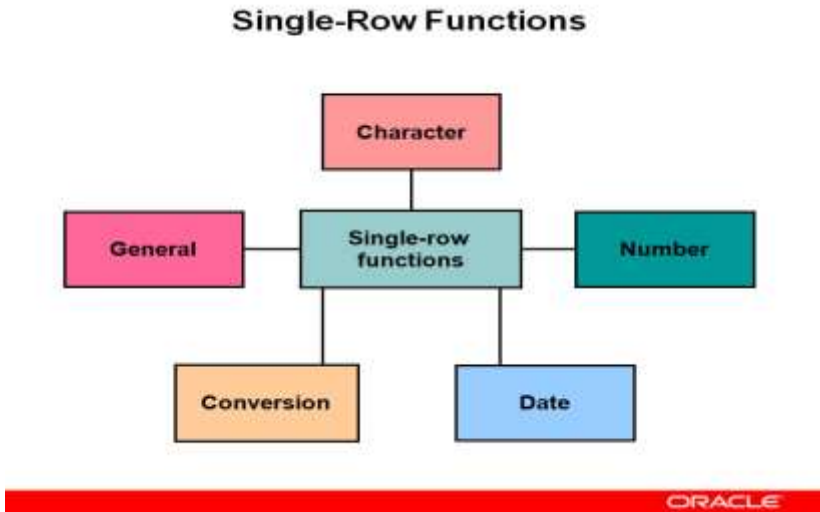 Single-Row Functions
Character
General
Single-row
functions
Number
Conversion
Date
ORACLE